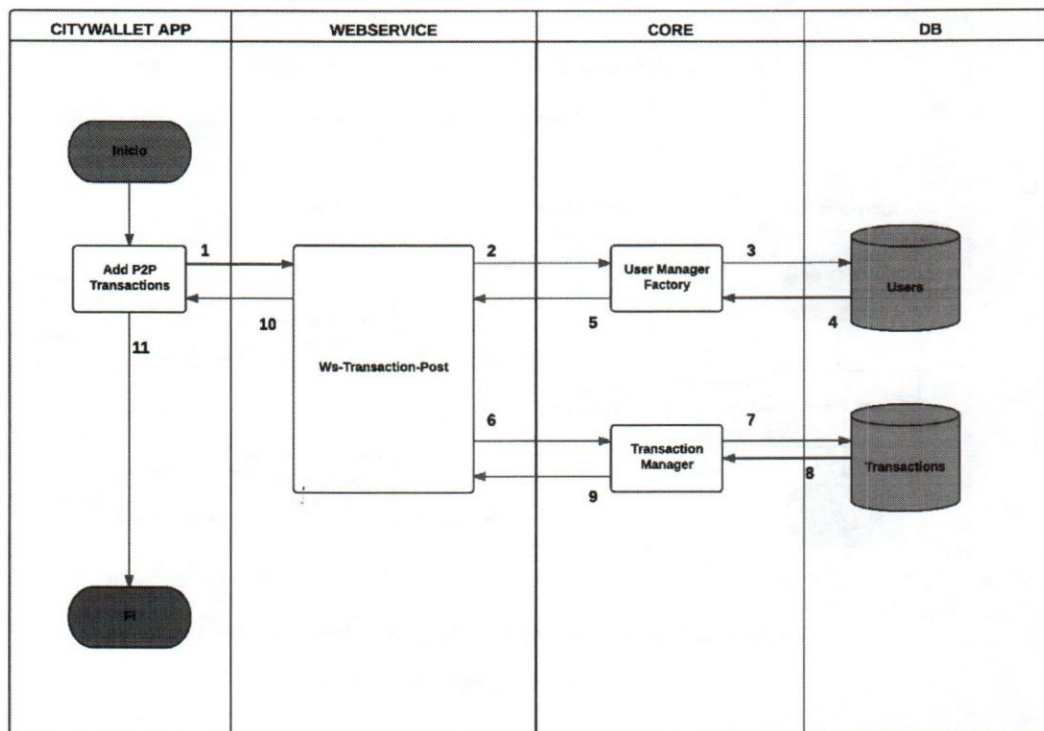 CITYWALLET APP
WEBSERVICE
CORE
DB
Inicio
Add P2P
Transactions
1
2
User Manager
Factory
3
Users
10
5
4
11
Ws-Transaction-Post
6
Transaction
Manager
7
Transactions
9
8
Fi